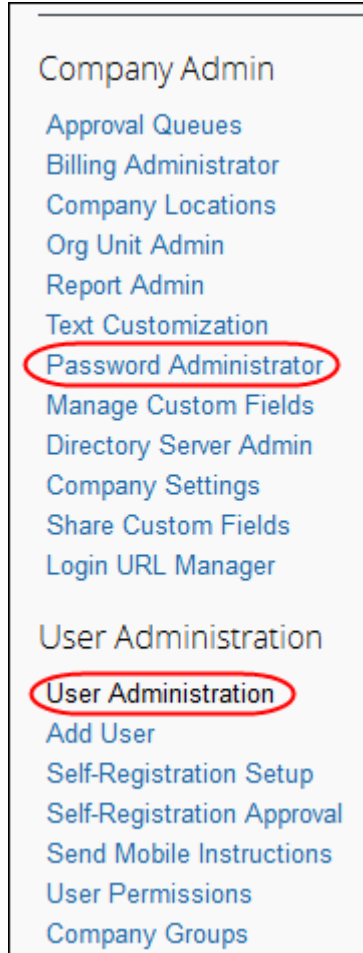 Company Admin
Approval Queues
Billing Administrator
Company Locations
Org Unit Admin
Report Admin
Text Customization
Password Administrator
Manage Custom Fields
Directory Server Admin
Company Settings
Share Custom Fields
Login URL Manager
User Administration
User Administration
Add User
Self-Registration Setup
Self-Registration Approval
Send Mobile Instructions
User Permissions
Company Groups